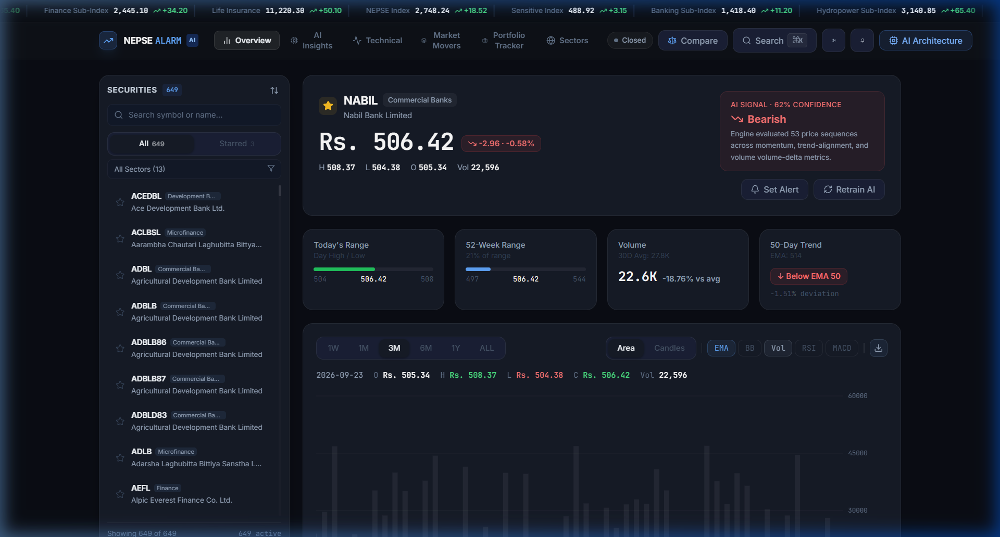 5.40 Finance Sub-Index 2,445.10 +34.20 Life Insurance 11,220.30 +50.10 NEPSE Index 2,748.24 +18.52 Sensitive Index 488.92 +3.15 Banking Sub-Index 1,418.40 +11.20 Hydropower Sub-Index 3,140.85 +65.40
NEPSE ALARM AI Overview AI Insights Technical Market Movers Portfolio Tracker Sectors Closed Compare Search ⌘K AI Architecture
SECURITIES 649
Search symbol or name...
All 649 Starred 3
All Sectors (13)
ACEDBL Development B...
Ace Development Bank Ltd.
ACLBSL Microfinance
Aarambha Chautari Laghubitta Bittya...
ADBL Commercial Ba...
Agricultural Development Bank Limited
ADBLB Commercial Ba...
Agricultural Development Bank Limited
ADBLB86 Commercial Ba...
Agricultural Development Bank Limited
ADBLB87 Commercial Ba...
Agricultural Development Bank Limited
ADBLD83 Commercial Ba...
Agricultural Development Bank Limited
ADLB Microfinance
Adarsha Laghubitta Bittiya Sanstha L...
AEFL Finance
Alpic Everest Finance Co. Ltd.
Showing 649 of 649 649 active
NABIL Commercial Banks
Nabil Bank Limited
Rs. 506.42 -2.96 · -0.58%
H 508.37 L 504.38 O 505.34 Vol 22,596
AI SIGNAL · 62% CONFIDENCE
Bearish
Engine evaluated 53 price sequences
across momentum, trend-alignment, and
volume volume-delta metrics.
Set Alert Retrain AI
Today's Range
Day High / Low
504 506.42 508
52-Week Range
21% of range
497 506.42 544
Volume
30D Avg: 27.8K
22.6K -18.76% vs avg
50-Day Trend
EMA: 514
Below EMA 50
-1.51% deviation
1W 1M 3M 6M 1Y ALL Area Candles EMA BB Vol RSI MACD
2026-09-23 O Rs. 505.34 H Rs. 508.37 L Rs. 504.38 C Rs. 506.42 Vol 22,596
60000
45000
30000